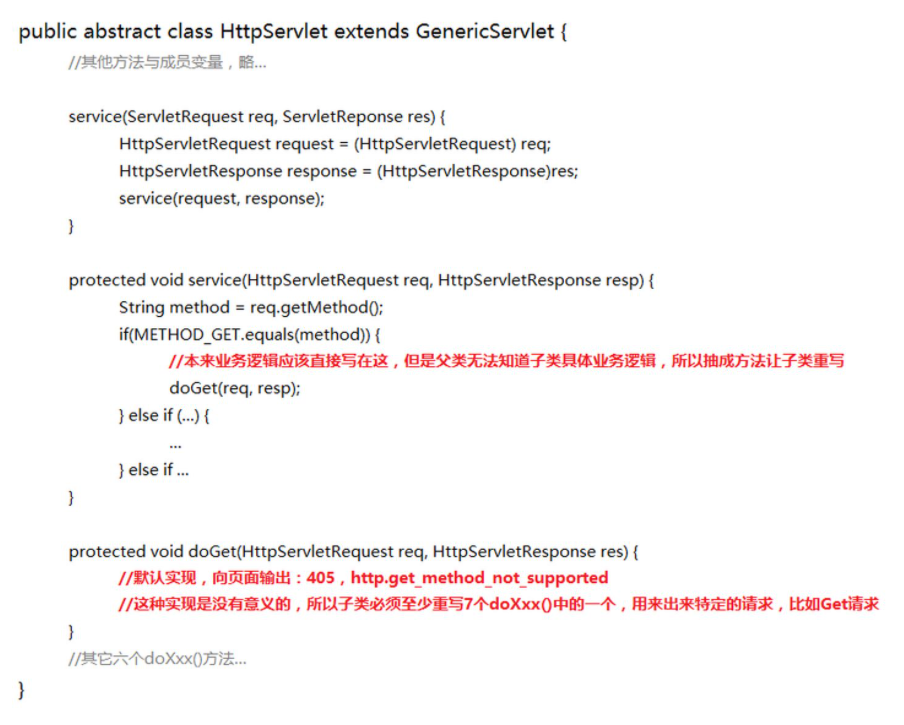 public abstract class HttpServlet extends GenericServlet {
//其他方法与成员变量，略...
service(ServletRequest req, ServletReponse res) {
HttpServletRequest request = (HttpServletRequest) req;
HttpServletResponse response = (HttpServletResponse)res;
service(request, response);
}
protected void service(HttpServletRequest req, HttpServletResponse resp) {
String method = req.getMethod();
if(METHOD_GET.equals(method)) {
//本来业务逻辑应该直接写在这，但是父类无法知道子类具体业务逻辑，所以抽成方法让子类重写
doGet(req, resp);
} else if (...) {
...
} else if ...
}
protected void doGet(HttpServletRequest req, HttpServletResponse res) {
//默认实现，向页面输出：405，http.get_method_not_supported
//这种实现是没有意义的，所以子类必须至少重写7个doXxx()中的一个，用来出来特定的请求，比如Get请求
}
//其它六个doXxx()方法...
}